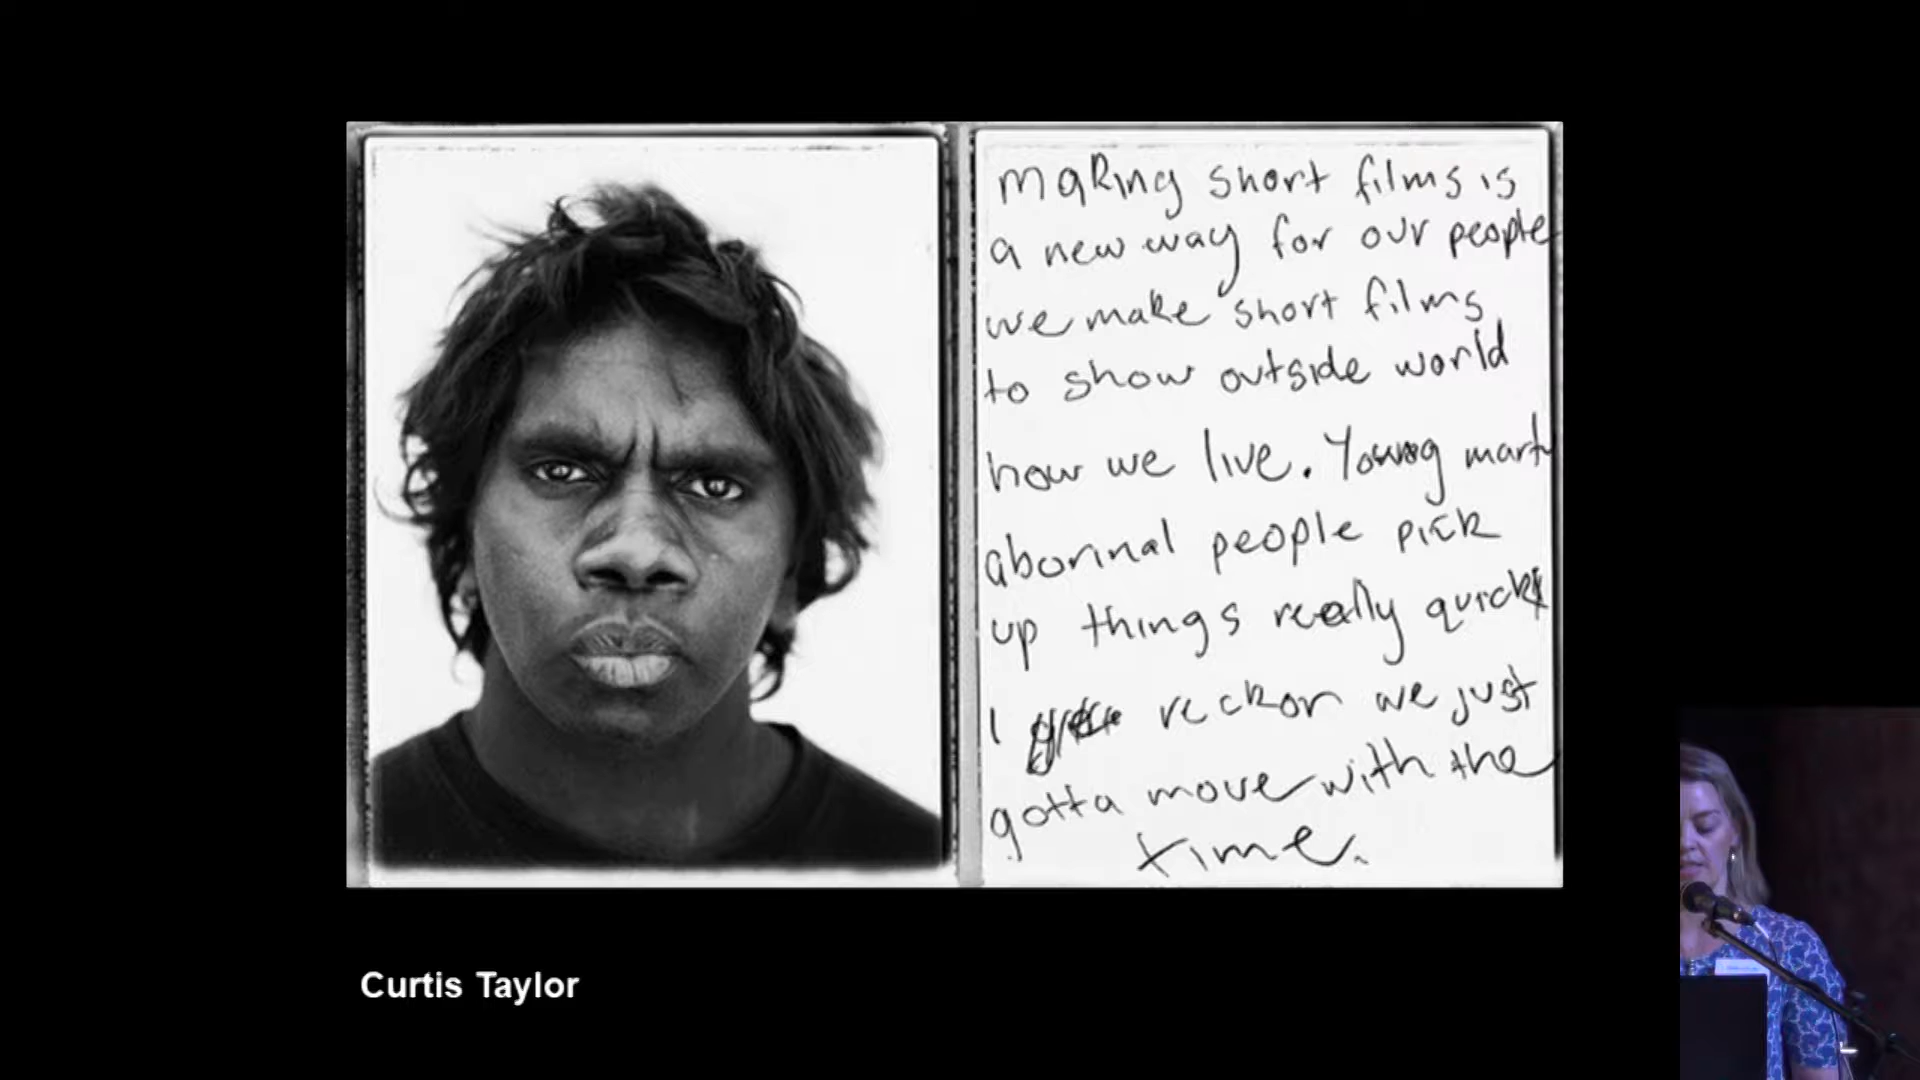 making short films is
a new way for our people
we make short films
to show outside world
how we live. Young
aborinal people pick
up things really quick
I reckon we just
gotta move with the
time.
Curtis Taylor